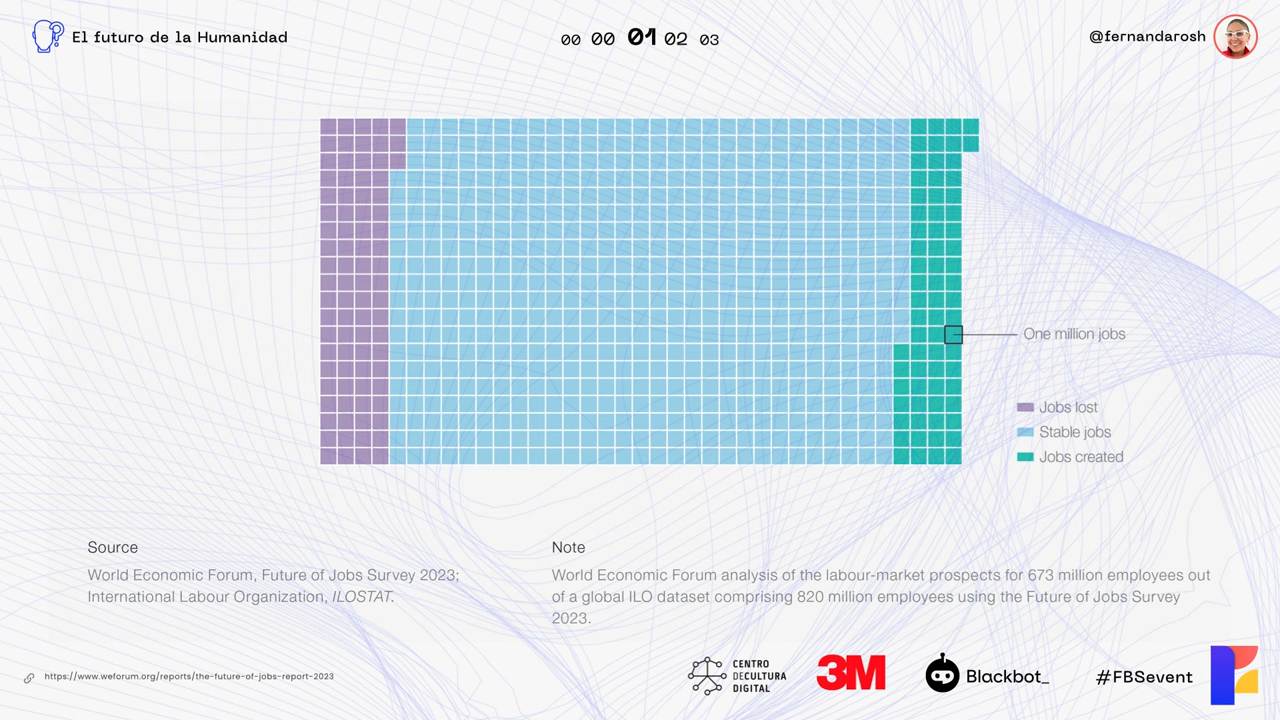 El futuro de la Humanidad
00 00 01 02 03
@fernandarosh
One million jobs
Jobs lost
Stable jobs
Jobs created
Source
World Economic Forum, Future of Jobs Survey 2023;
International Labour Organization, ILOSTAT.
Note
World Economic Forum analysis of the labour-market prospects for 673 million employees out
of a global ILO dataset comprising 820 million employees using the Future of Jobs Survey
2023.
https://www.weforum.org/reports/the-future-of-jobs-report-2023
CENTRO
DECULTURA
DIGITAL
3M
Blackbot_
#FBSevent